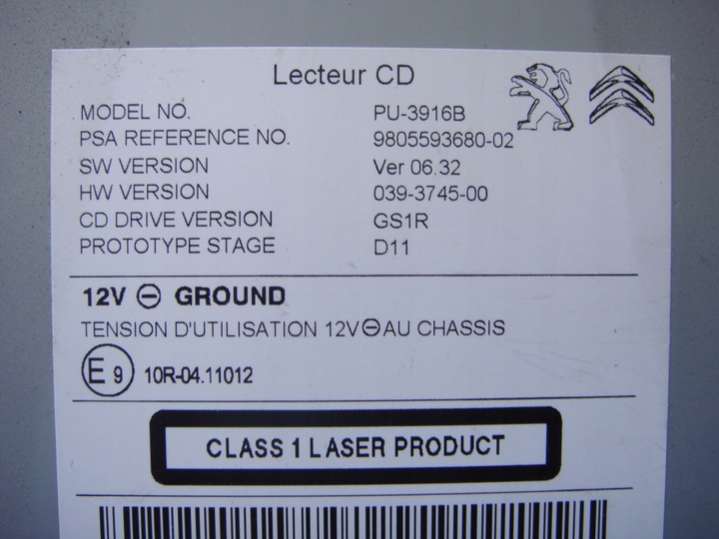 Lecteur CD
MODEL NO. PU-3916B
PSA REFERENCE NO. 9805593680-02
SW VERSION Ver 06.32
HW VERSION 039-3745-00
CD DRIVE VERSION GS1R
PROTOTYPE STAGE D11
12V ⊖ GROUND
TENSION D'UTILISATION 12V⊖AU CHASSIS
E 9 10R-04.11012
CLASS 1 LASER PRODUCT